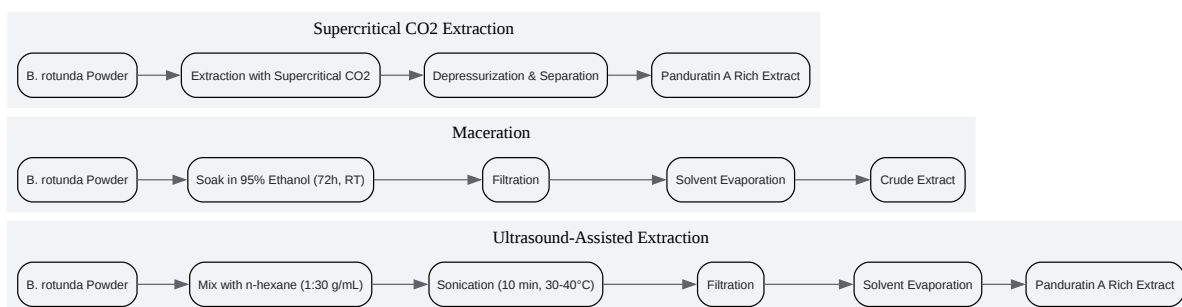 Supercritical CO2 Extraction
B. rotunda Powder
Extraction with Supercritical CO2
Depressurization & Separation
Panduratin A Rich Extract
Maceration
B. rotunda Powder
Soak in 95% Ethanol (72h, RT)
Filtration
Solvent Evaporation
Crude Extract
Ultrasound-Assisted Extraction
B. rotunda Powder
Mix with n-hexane (1:30 g/mL)
Sonication (10 min, 30-40°C)
Filtration
Solvent Evaporation
Panduratin A Rich Extract